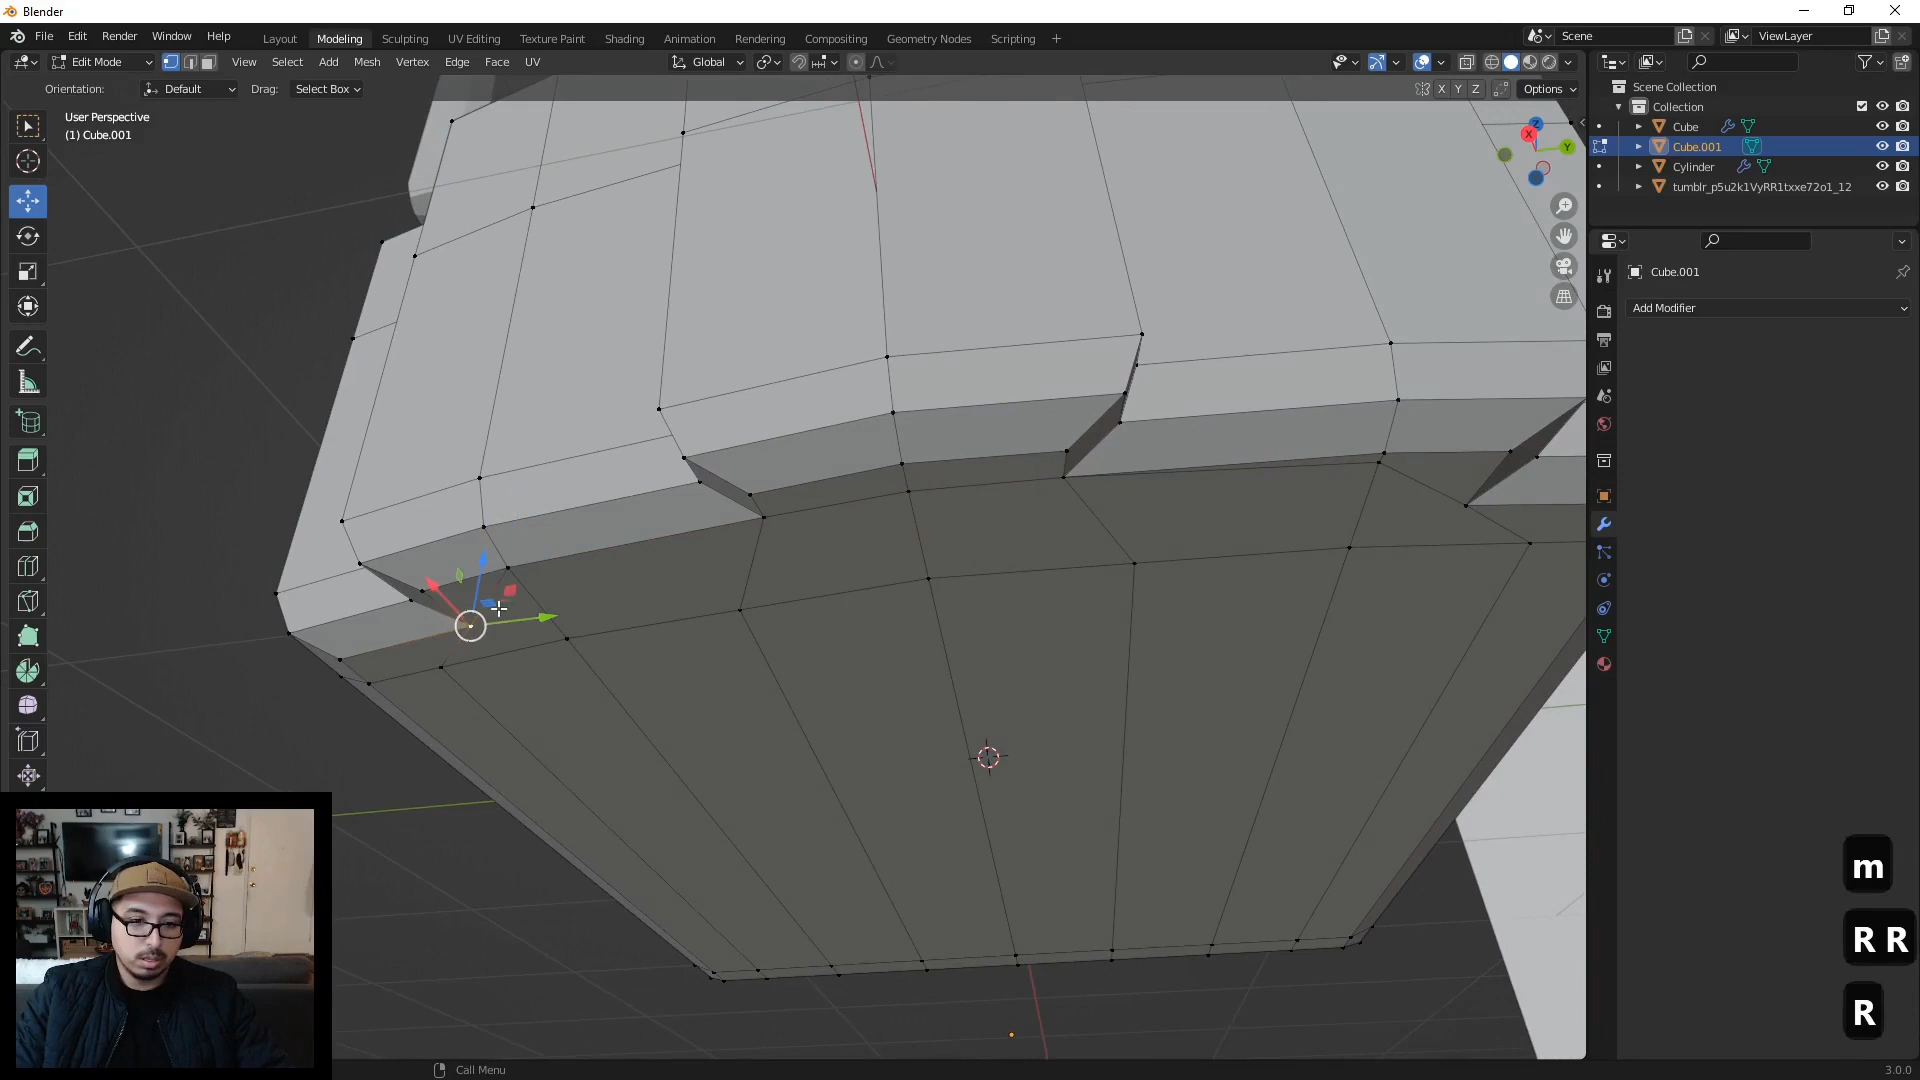 Blender
File Edit Render Window Help
Layout Modeling Sculpting UV Editing Texture Paint Shading Animation Rendering Compositing Geometry Nodes Scripting +
Scene
ViewLayer
Edit Mode
View Select Add Mesh Vertex Edge Face UV
Global
Orientation: Default Drag: Select Box
X Y Z Options
User Perspective
(1) Cube.001
Z
X
Y
Scene Collection
Collection
Cube
Cube.001
Cylinder
tumblr_p5u2k1VyRR1txxe72o1_12
Cube.001
Add Modifier
m
R R
R
Call Menu
3.0.0